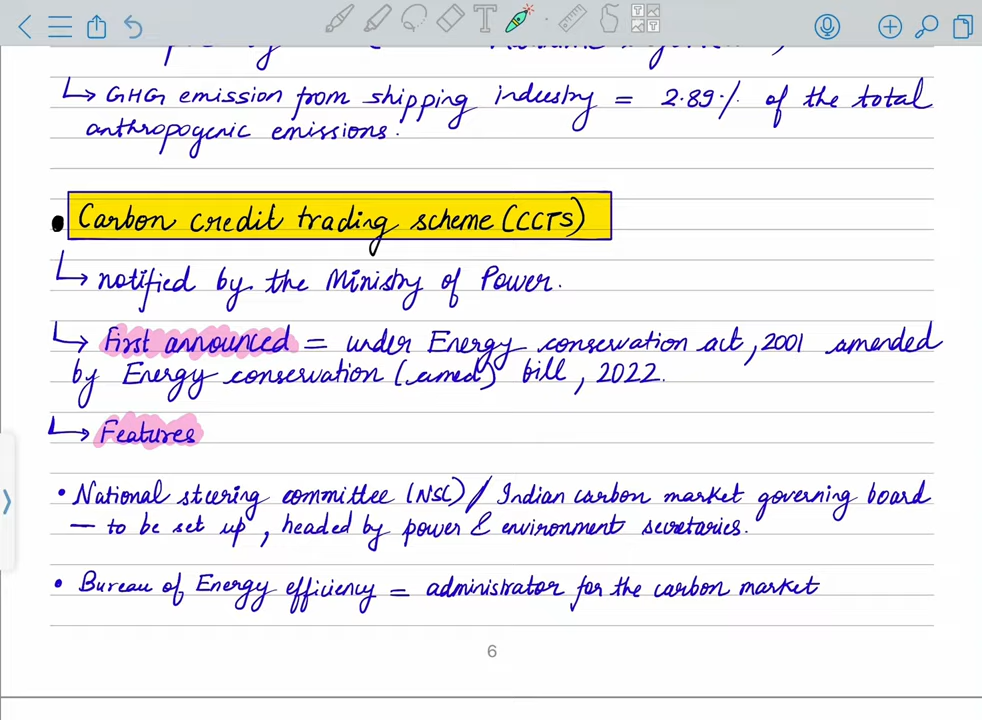 ↳ GHG emission from shipping industry = 2.89% of the total
anthropogenic emissions.
• Carbon credit trading scheme (CCTS)
↳ notified by the Ministry of Power.
↳ First announced = under Energy conservation act, 2001 amended
by Energy conservation (amed) bill, 2022.
↳ Features
• National steering committee (NSC) / Indian carbon market governing board
— to be set up, headed by power & environment secretaries.
• Bureau of Energy efficiency = administrator for the carbon market
6